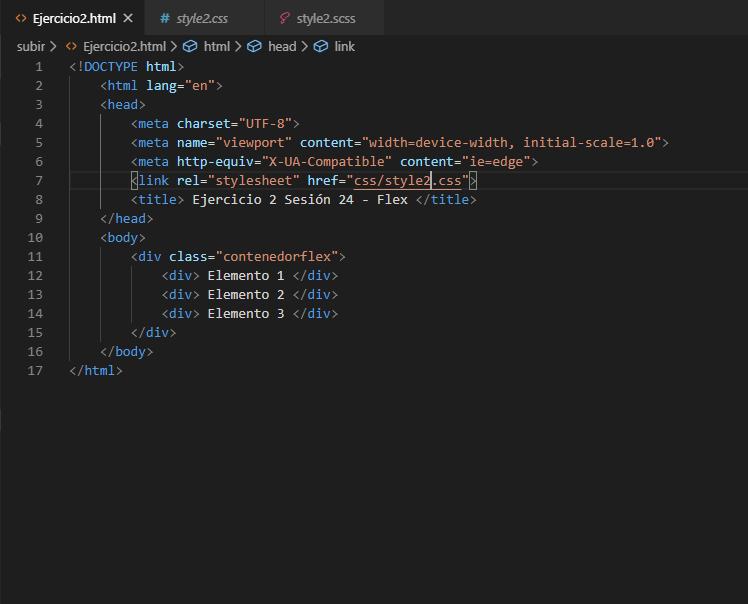 Ejercicio2.html style2.css style2.scss
subir > Ejercicio2.html > html > head > link
1 <!DOCTYPE html>
2 <html lang="en">
3 <head>
4 <meta charset="UTF-8">
5 <meta name="viewport" content="width=device-width, initial-scale=1.0">
6 <meta http-equiv="X-UA-Compatible" content="ie=edge">
7 <link rel="stylesheet" href="css/style2.css">
8 <title> Ejercicio 2 Sesión 24 - Flex </title>
9 </head>
10 <body>
11 <div class="contenedorflex">
12 <div> Elemento 1 </div>
13 <div> Elemento 2 </div>
14 <div> Elemento 3 </div>
15 </div>
16 </body>
17 </html>